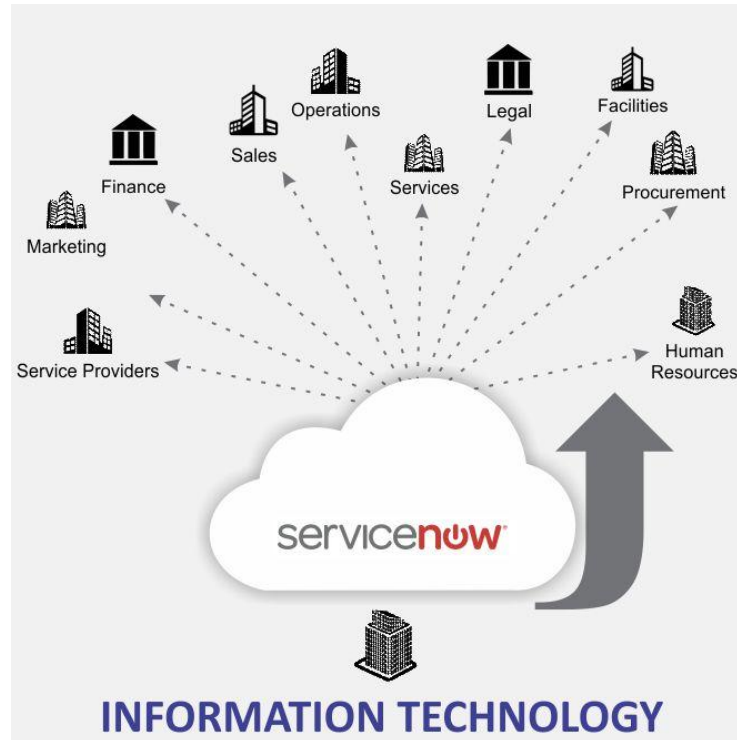 Operations
Legal
Facilities
Sales
Finance
Services
Procurement
Marketing
Service Providers
Human
Resources
servicenow®
INFORMATION TECHNOLOGY